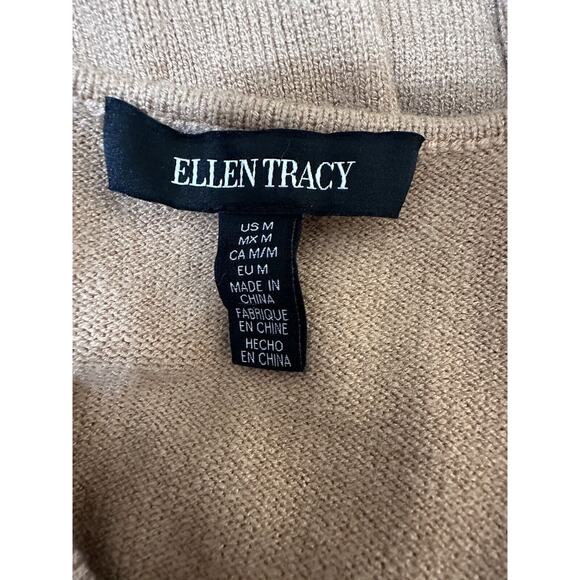 ELLEN TRACY
US M
MX M
CA M/M
EU M
MADE IN
CHINA
FABRIQUE
EN CHINE
HECHO
EN CHINA